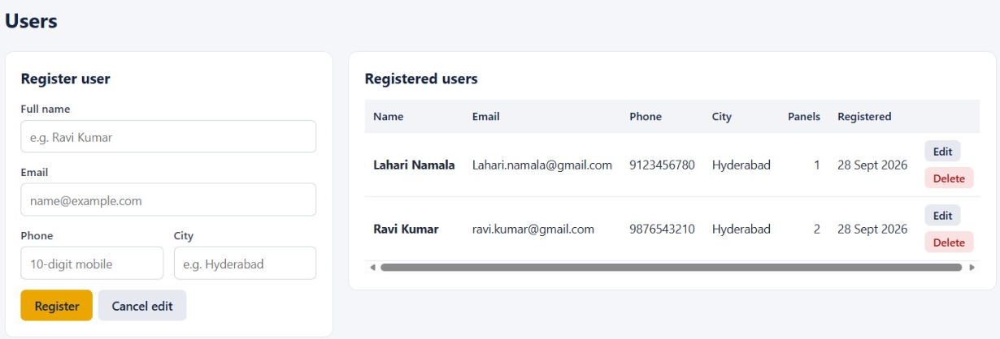 Users
Register user
Full name
e.g. Ravi Kumar
Email
name@example.com
Phone City
10-digit mobile e.g. Hyderabad
Register Cancel edit
Registered users
Name Email Phone City Panels Registered
Lahari Namala Lahari.namala@gmail.com 9123456780 Hyderabad 1 28 Sept 2026 Edit
Delete
Ravi Kumar ravi.kumar@gmail.com 9876543210 Hyderabad 2 28 Sept 2026 Edit
Delete